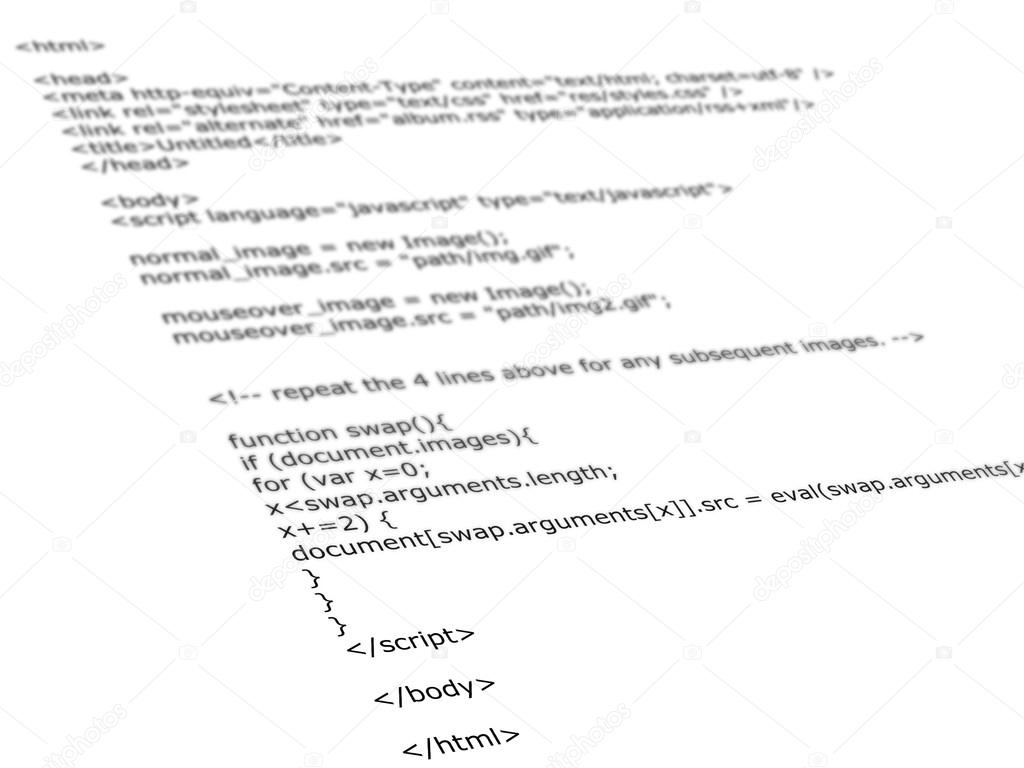 <html>
<head>
<meta http-equiv="Content-Type" content="text/html; charset=utf-8" />
<link rel="stylesheet" type="text/css" href="res/styles.css" />
<link rel="alternate" href="album.rss" type="application/rss+xml"/>
<title>Untitled</title>
</head>
<body>
<script language="javascript" type="text/javascript">
normal_image = new Image();
normal_image.src = "path/img.gif";
mouseover_image = new Image();
mouseover_image.src = "path/img2.gif";
<!-- repeat the 4 lines above for any subsequent images. -->
function swap(){
if (document.images){
for (var x=0;
x<swap.arguments.length;
x+=2) {
document[swap.arguments[x]].src = eval(swap.arguments[x
}
}
}
</script>
</body>
</html>
depositphotos